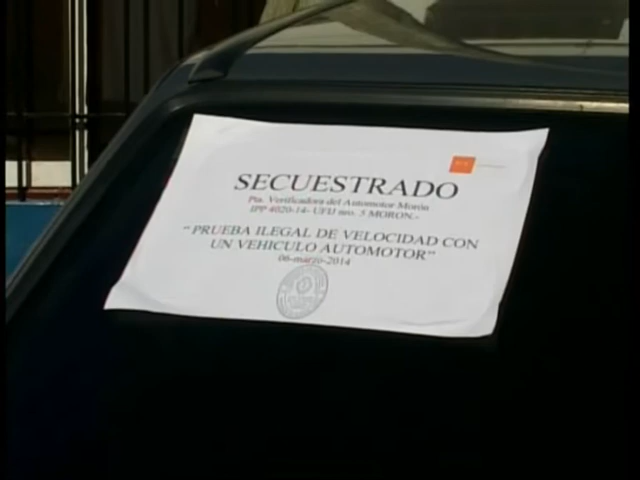 SECUESTRADO
Pta. Verificadora del Automotor Morón
IPP 4020-14- UFU nro. 5 MORON.-
"PRUEBA ILEGAL DE VELOCIDAD CON
UN VEHICULO AUTOMOTOR"
06-marzo-2014